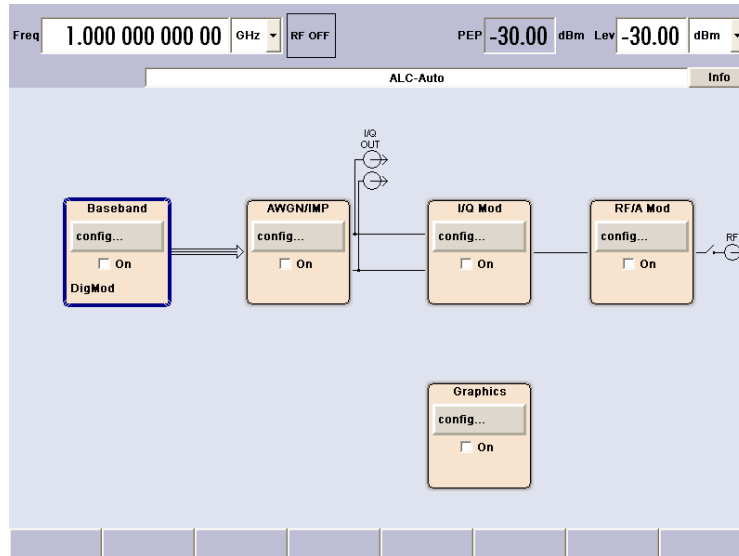 Freq 1.000 000 000 00 GHz RF OFF PEP -30.00 dBm Lev -30.00 dBm
ALC-Auto Info
I/Q
OUT
Baseband AWGN/IMP I/Q Mod RF/A Mod
config... config... config... config... RF
On On On On
DigMod
Graphics
config...
On